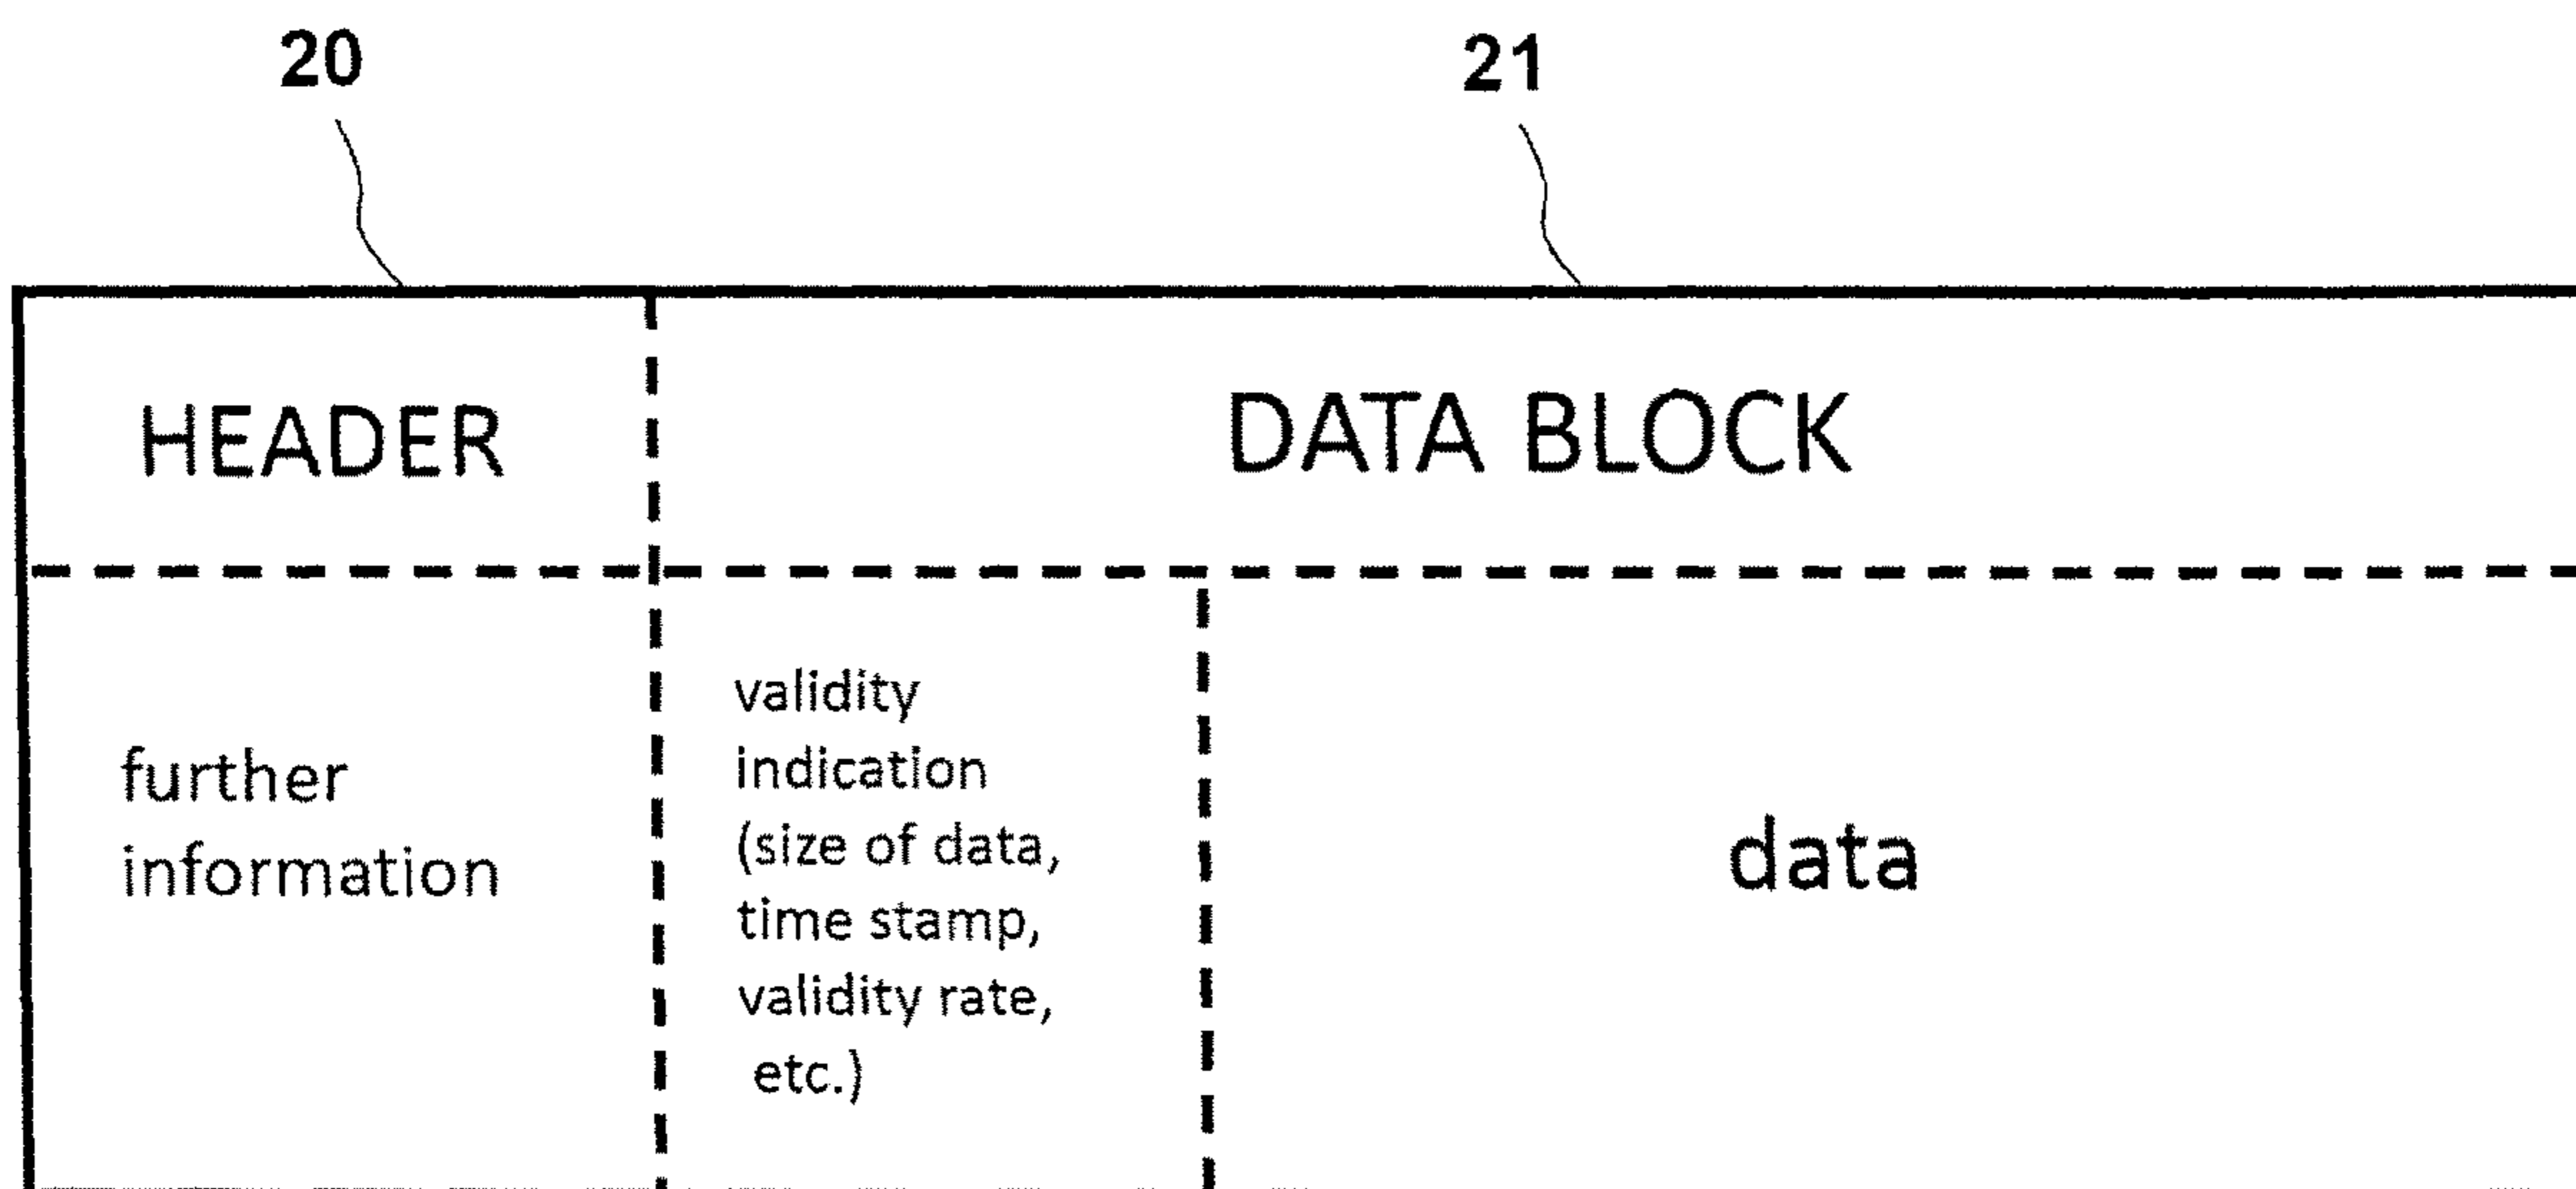 20
21
HEADER
DATA BLOCK
further
information
validity
indication
(size of data,
time stamp,
validity rate,
etc.)
data